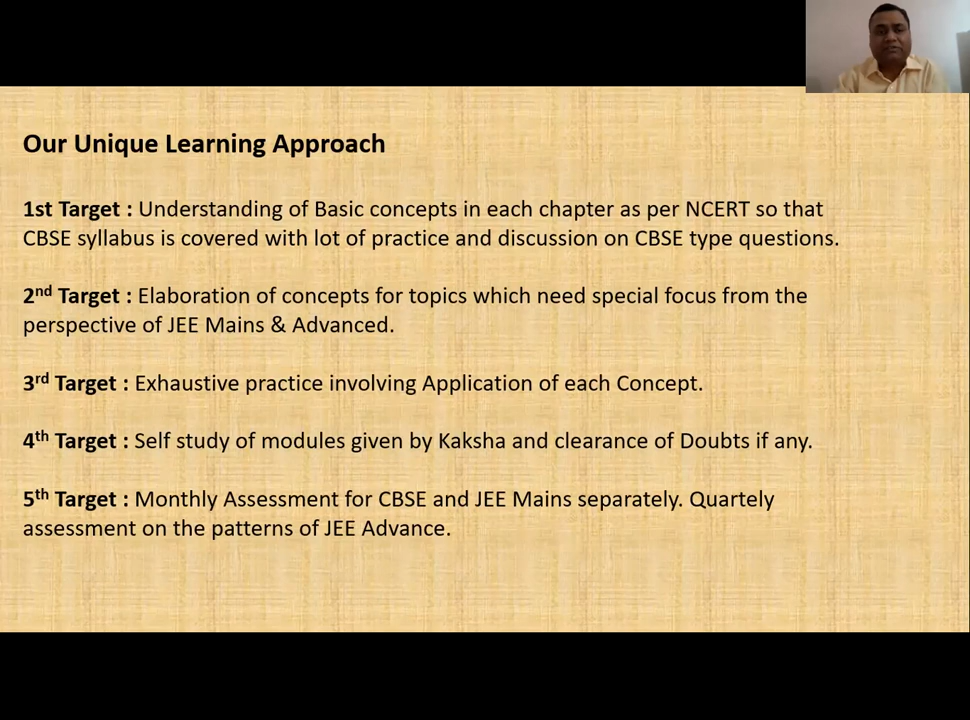 Our Unique Learning Approach
1st Target : Understanding of Basic concepts in each chapter as per NCERT so that
CBSE syllabus is covered with lot of practice and discussion on CBSE type questions.
2nd Target : Elaboration of concepts for topics which need special focus from the
perspective of JEE Mains & Advanced.
3rd Target : Exhaustive practice involving Application of each Concept.
4th Target : Self study of modules given by Kaksha and clearance of Doubts if any.
5th Target : Monthly Assessment for CBSE and JEE Mains separately. Quartely
assessment on the patterns of JEE Advance.